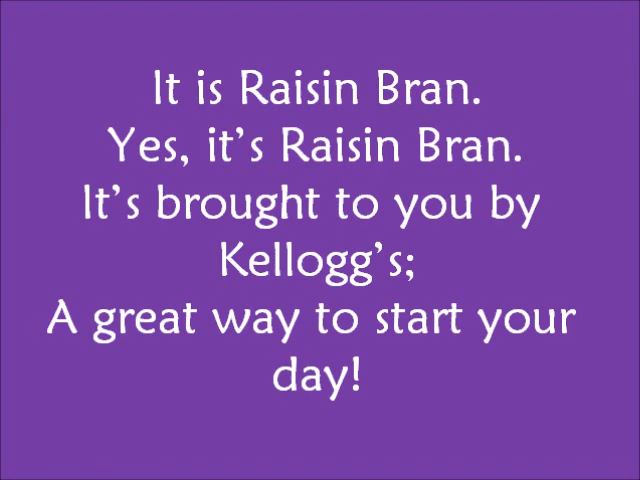 It is Raisin Bran.
Yes, it’s Raisin Bran.
It’s brought to you by
Kellogg’s;
A great way to start your
day!